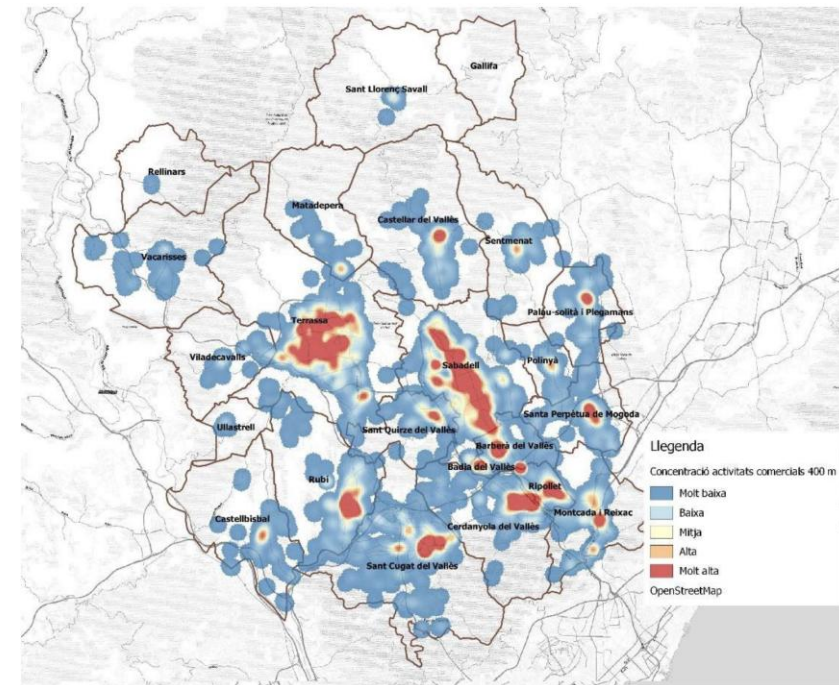 Gallifa
Sant Llorenç Savall
Rellinars
Matadepera
Castellar del Vallès
Sentmenat
Vacarisses
Palau-solità i Plegamans
Terrassa
Viladecavalls
Sabadell
Polinyà
Santa Perpètua de Mogoda
Ullastrell
Sant Quirze del Vallès
Barberà del Vallès
Badia del Vallès
Rubí
Ripollet
Castellbisbal
Cerdanyola del Vallès
Montcada i Reixac
Sant Cugat del Vallès
Llegenda
Concentració activitats comercials 400 m
Molt baixa
Baixa
Mitja
Alta
Molt alta
OpenStreetMap